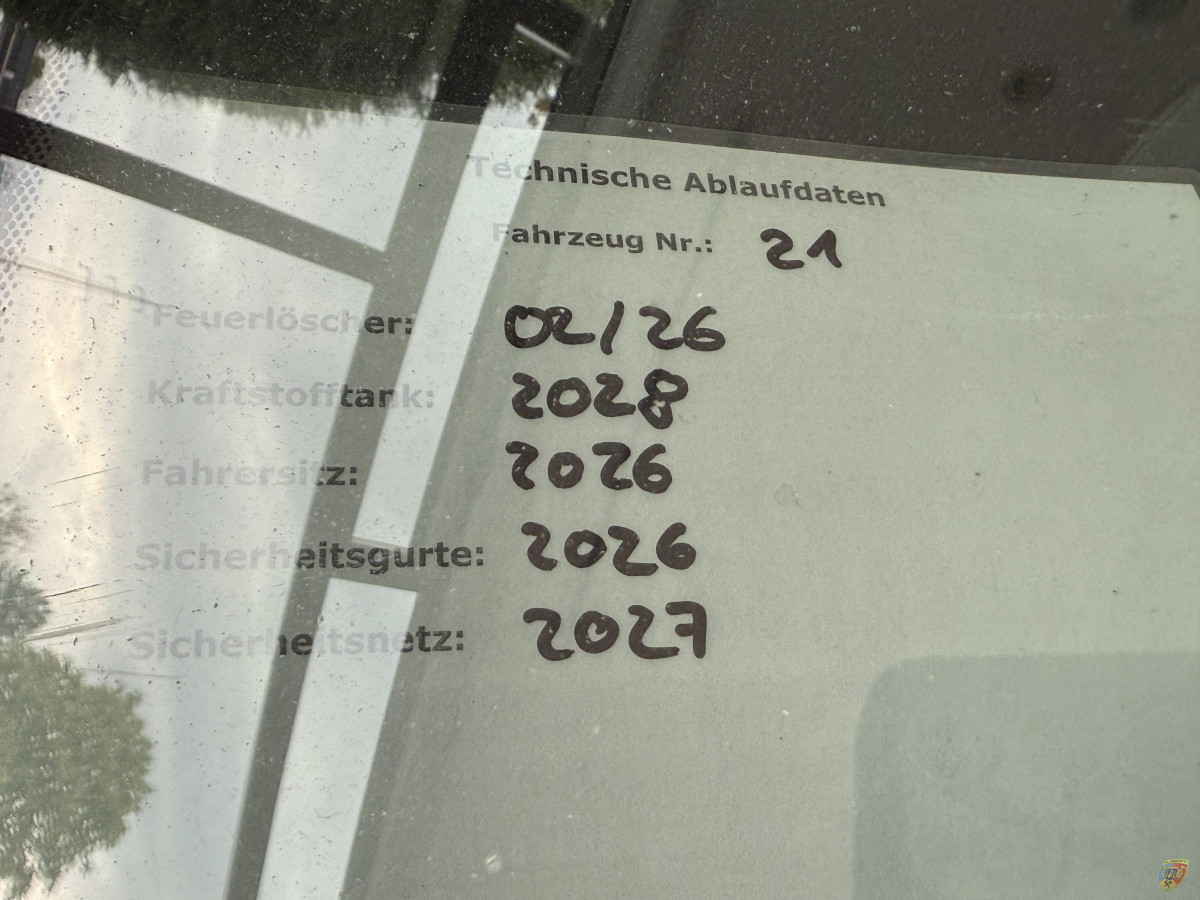 Technische Ablaufdaten
Fahrzeug Nr.: 21
Feuerlöscher: 02/26
Kraftstofftank: 2028
Fahrersitz: 2026
Sicherheitsgurte: 2026
Sicherheitsnetz: 2027